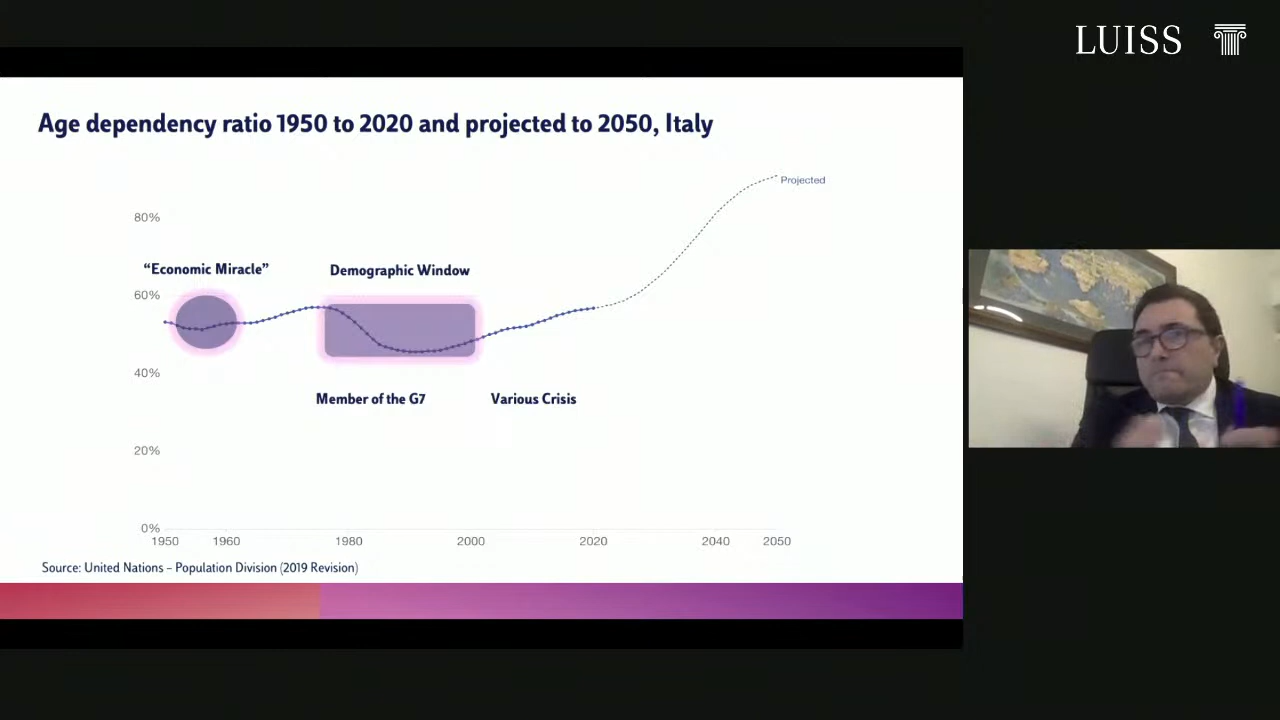 LUISS
Age dependency ratio 1950 to 2020 and projected to 2050, Italy
Projected
80%
“Economic Miracle”
Demographic Window
60%
40%
Member of the G7
Various Crisis
20%
0%
1950 1960 1980 2000 2020 2040 2050
Source: United Nations – Population Division (2019 Revision)